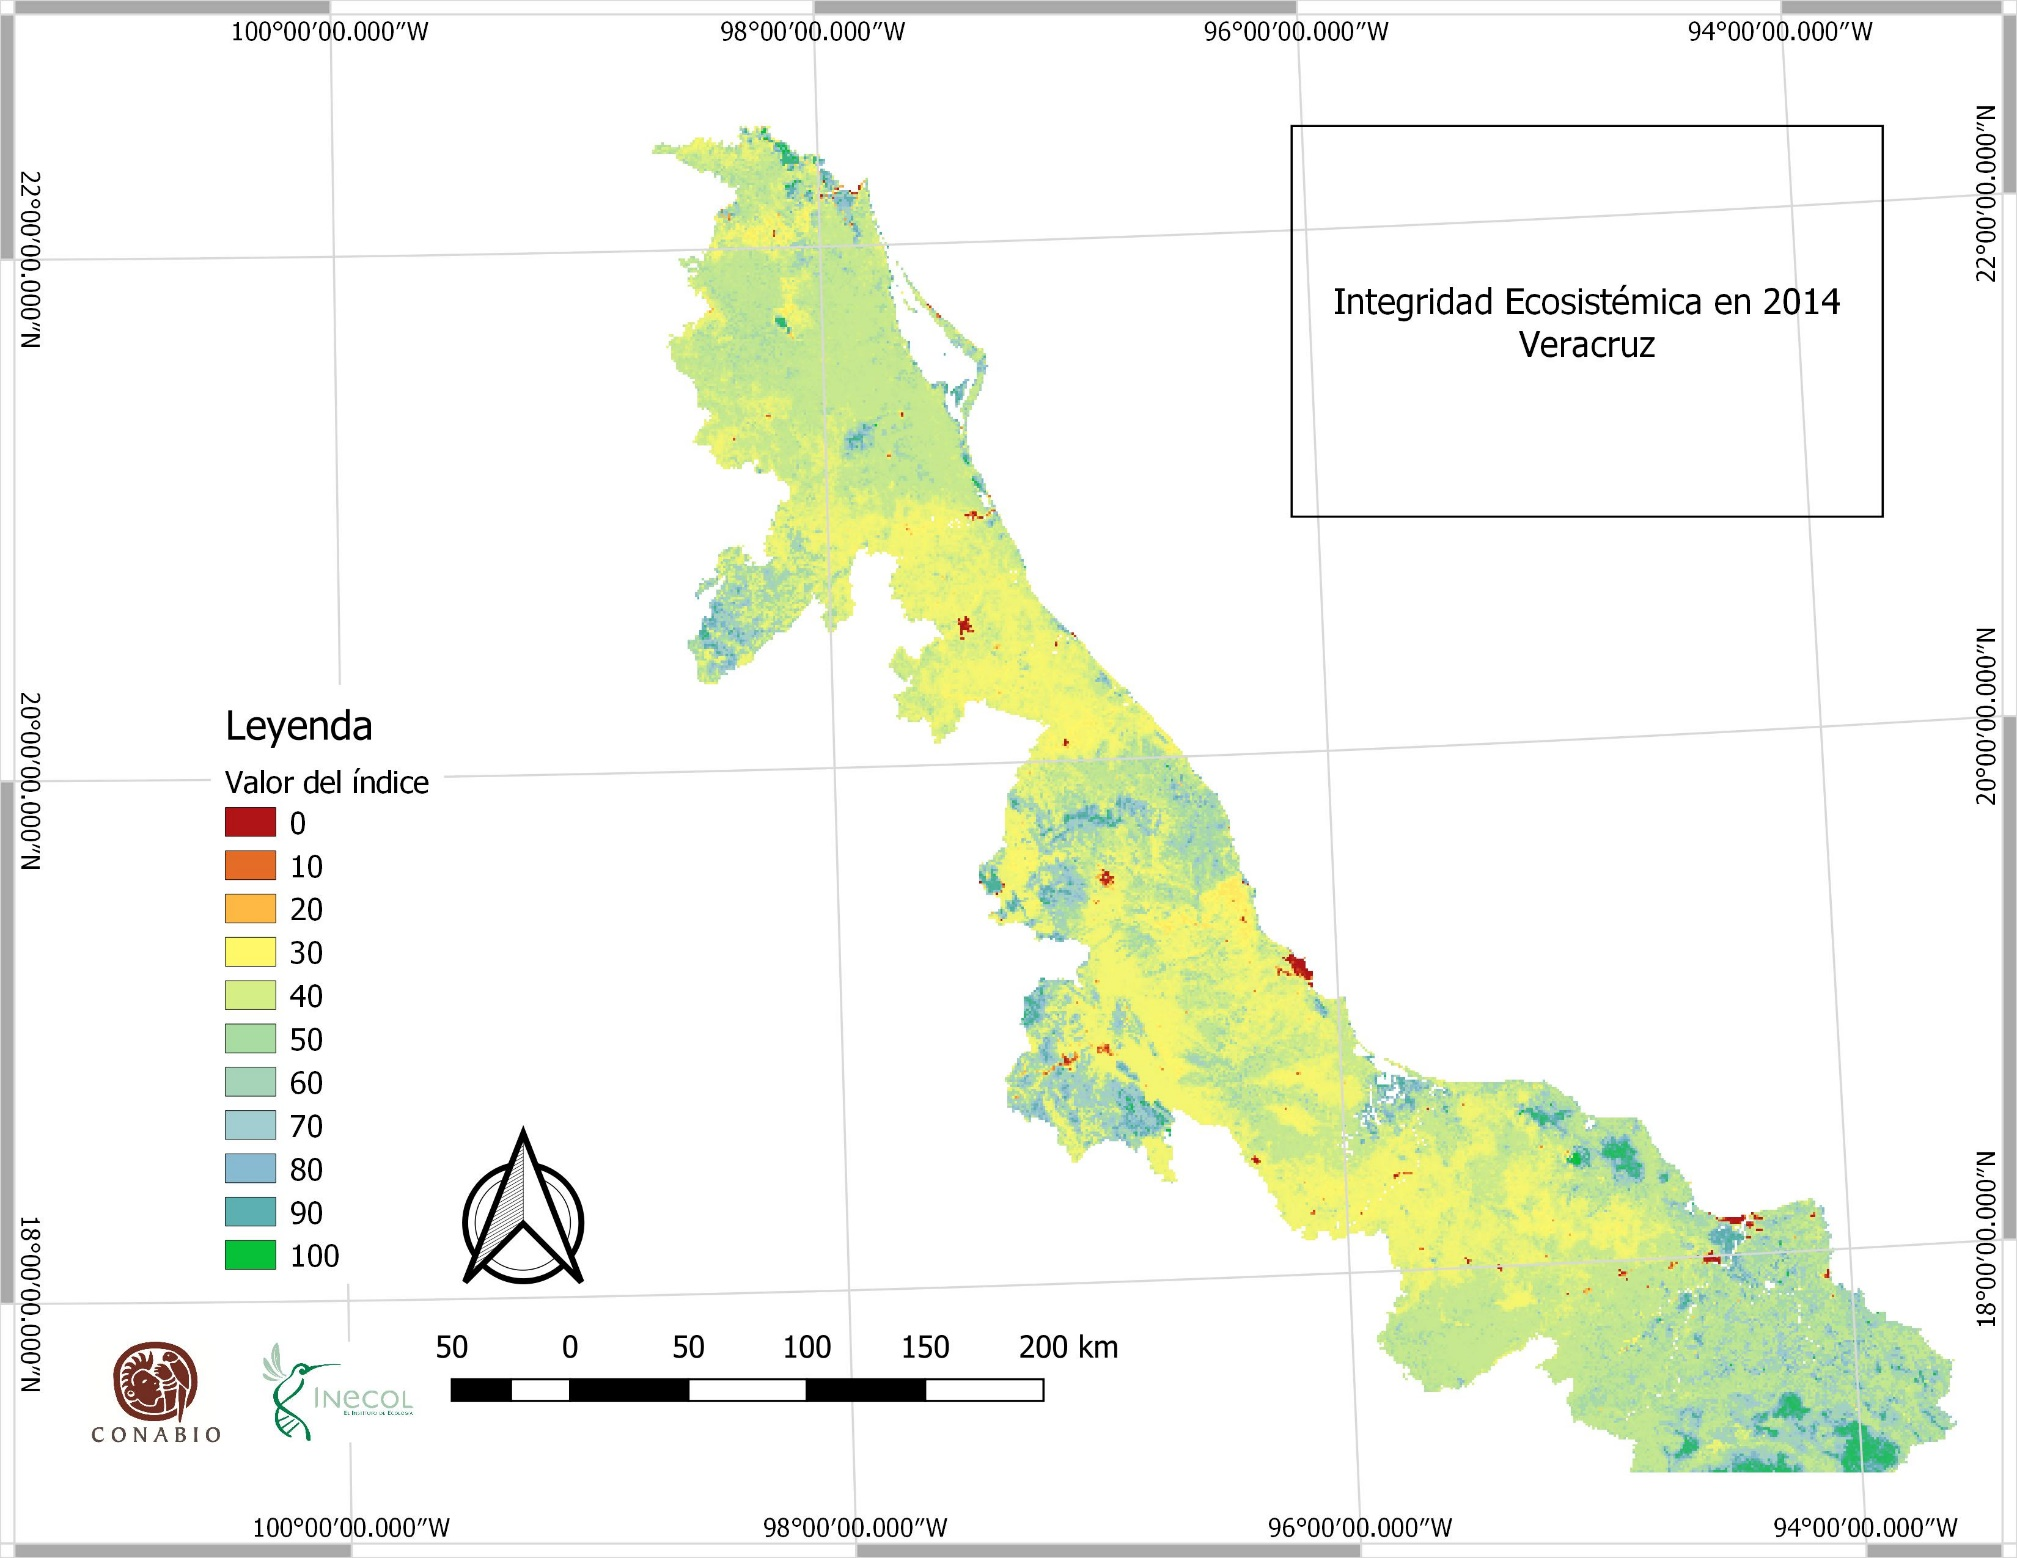 100°00′00.000″W
98°00′00.000″W
96°00′00.000″W
94°00′00.000″W
22°00′00.000″N
22°00′00.000″N
Integridad Ecosistémica en 2014
Veracruz
20°00′00.000″N
20°00′00.000″N
Leyenda
Valor del índice
0
10
20
30
40
50
60
70
80
90
100
18°00′00.000″N
18°00′00.000″N
50 0 50 100 150 200 km
CONABIO
INECOL
EL INSTITUTO DE ECOLOGÍA
100°00′00.000″W
98°00′00.000″W
96°00′00.000″W
94°00′00.000″W